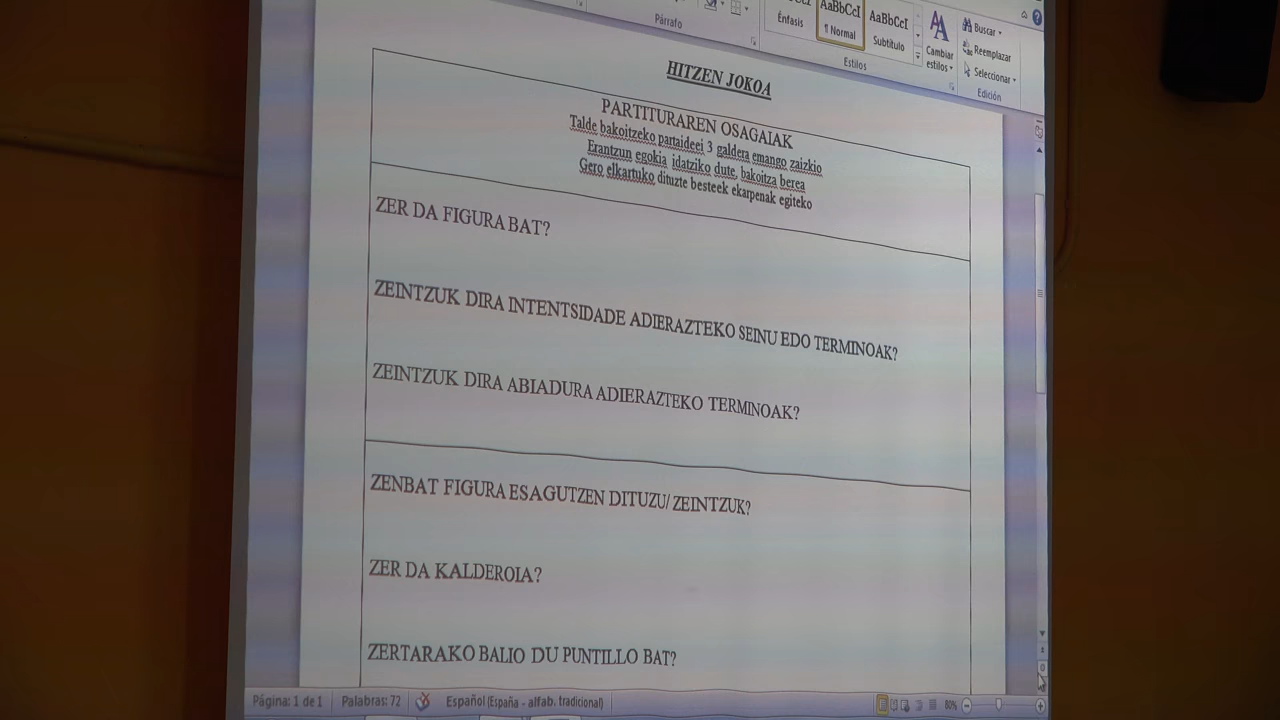 Párrafo
Énfasis
AaBbCcI
¶ Normal
AaBbCcI
Subtítulo
Cambiar
estilos
Estilos
Buscar
Reemplazar
Seleccionar
Edición
HITZEN JOKOA
PARTITURAREN OSAGAIAK
Talde bakoitzeko partaideei 3 galdera emango zaizkio
Erantzun egokia idatziko dute, bakoitza berea
Gero elkartuko dituzte besteek ekarpenak egiteko
ZER DA FIGURA BAT?
ZEINTZUK DIRA INTENTSIDADE ADIERAZTEKO SEINU EDO TERMINOAK?
ZEINTZUK DIRA ABIADURA ADIERAZTEKO TERMINOAK?
ZENBAT FIGURA ESAGUTZEN DITUZU/ ZEINTZUK?
ZER DA KALDEROIA?
ZERTARAKO BALIO DU PUNTILLO BAT?
Página: 1 de 1 Palabras: 72 Español (España - alfab. tradicional) 80%